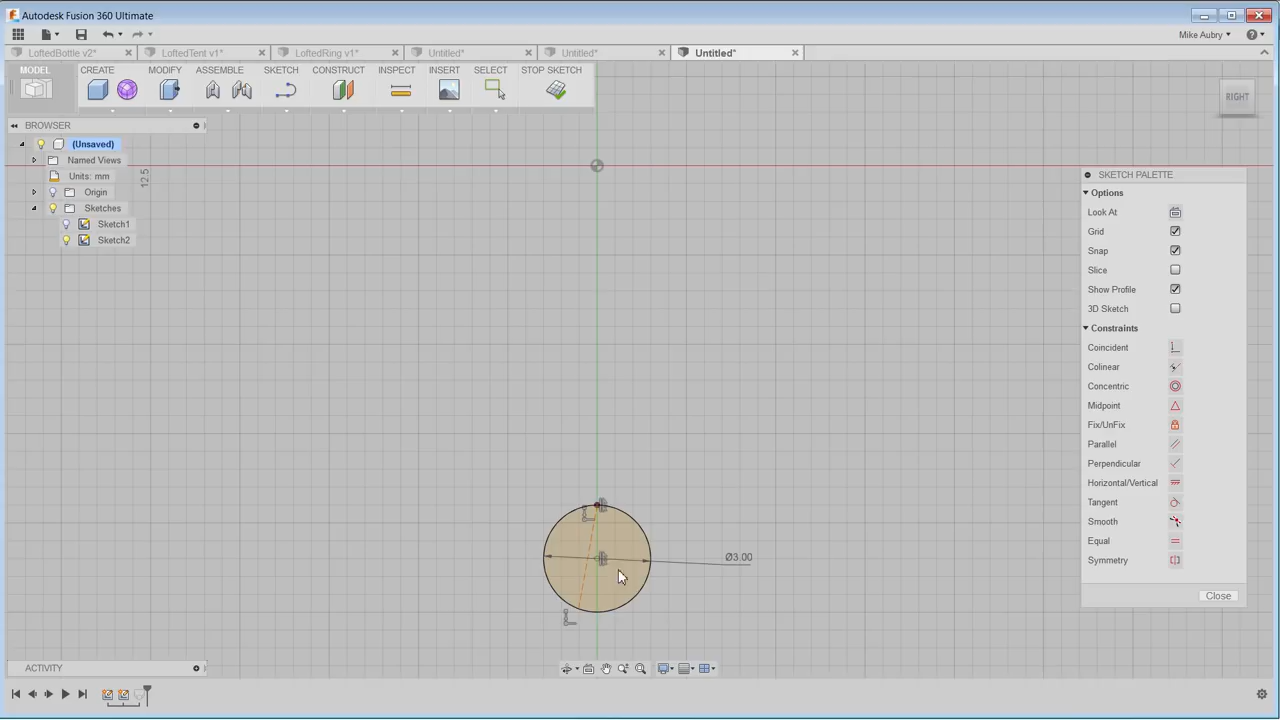 Autodesk Fusion 360 Ultimate
Mike Aubry
LoftedBottle v2*
LoftedTent v1*
LoftedRing v1*
Untitled*
Untitled*
Untitled*
MODEL
CREATE
MODIFY
ASSEMBLE
SKETCH
CONSTRUCT
INSPECT
INSERT
SELECT
STOP SKETCH
RIGHT
BROWSER
(Unsaved)
Named Views
Units: mm
Origin
Sketches
Sketch1
Sketch2
12.5
SKETCH PALETTE
Options
Look At
Grid
Snap
Slice
Show Profile
3D Sketch
Constraints
Coincident
Colinear
Concentric
Midpoint
Fix/UnFix
Parallel
Perpendicular
Horizontal/Vertical
Tangent
Smooth
Equal
Symmetry
Close
Ø3.00
ACTIVITY